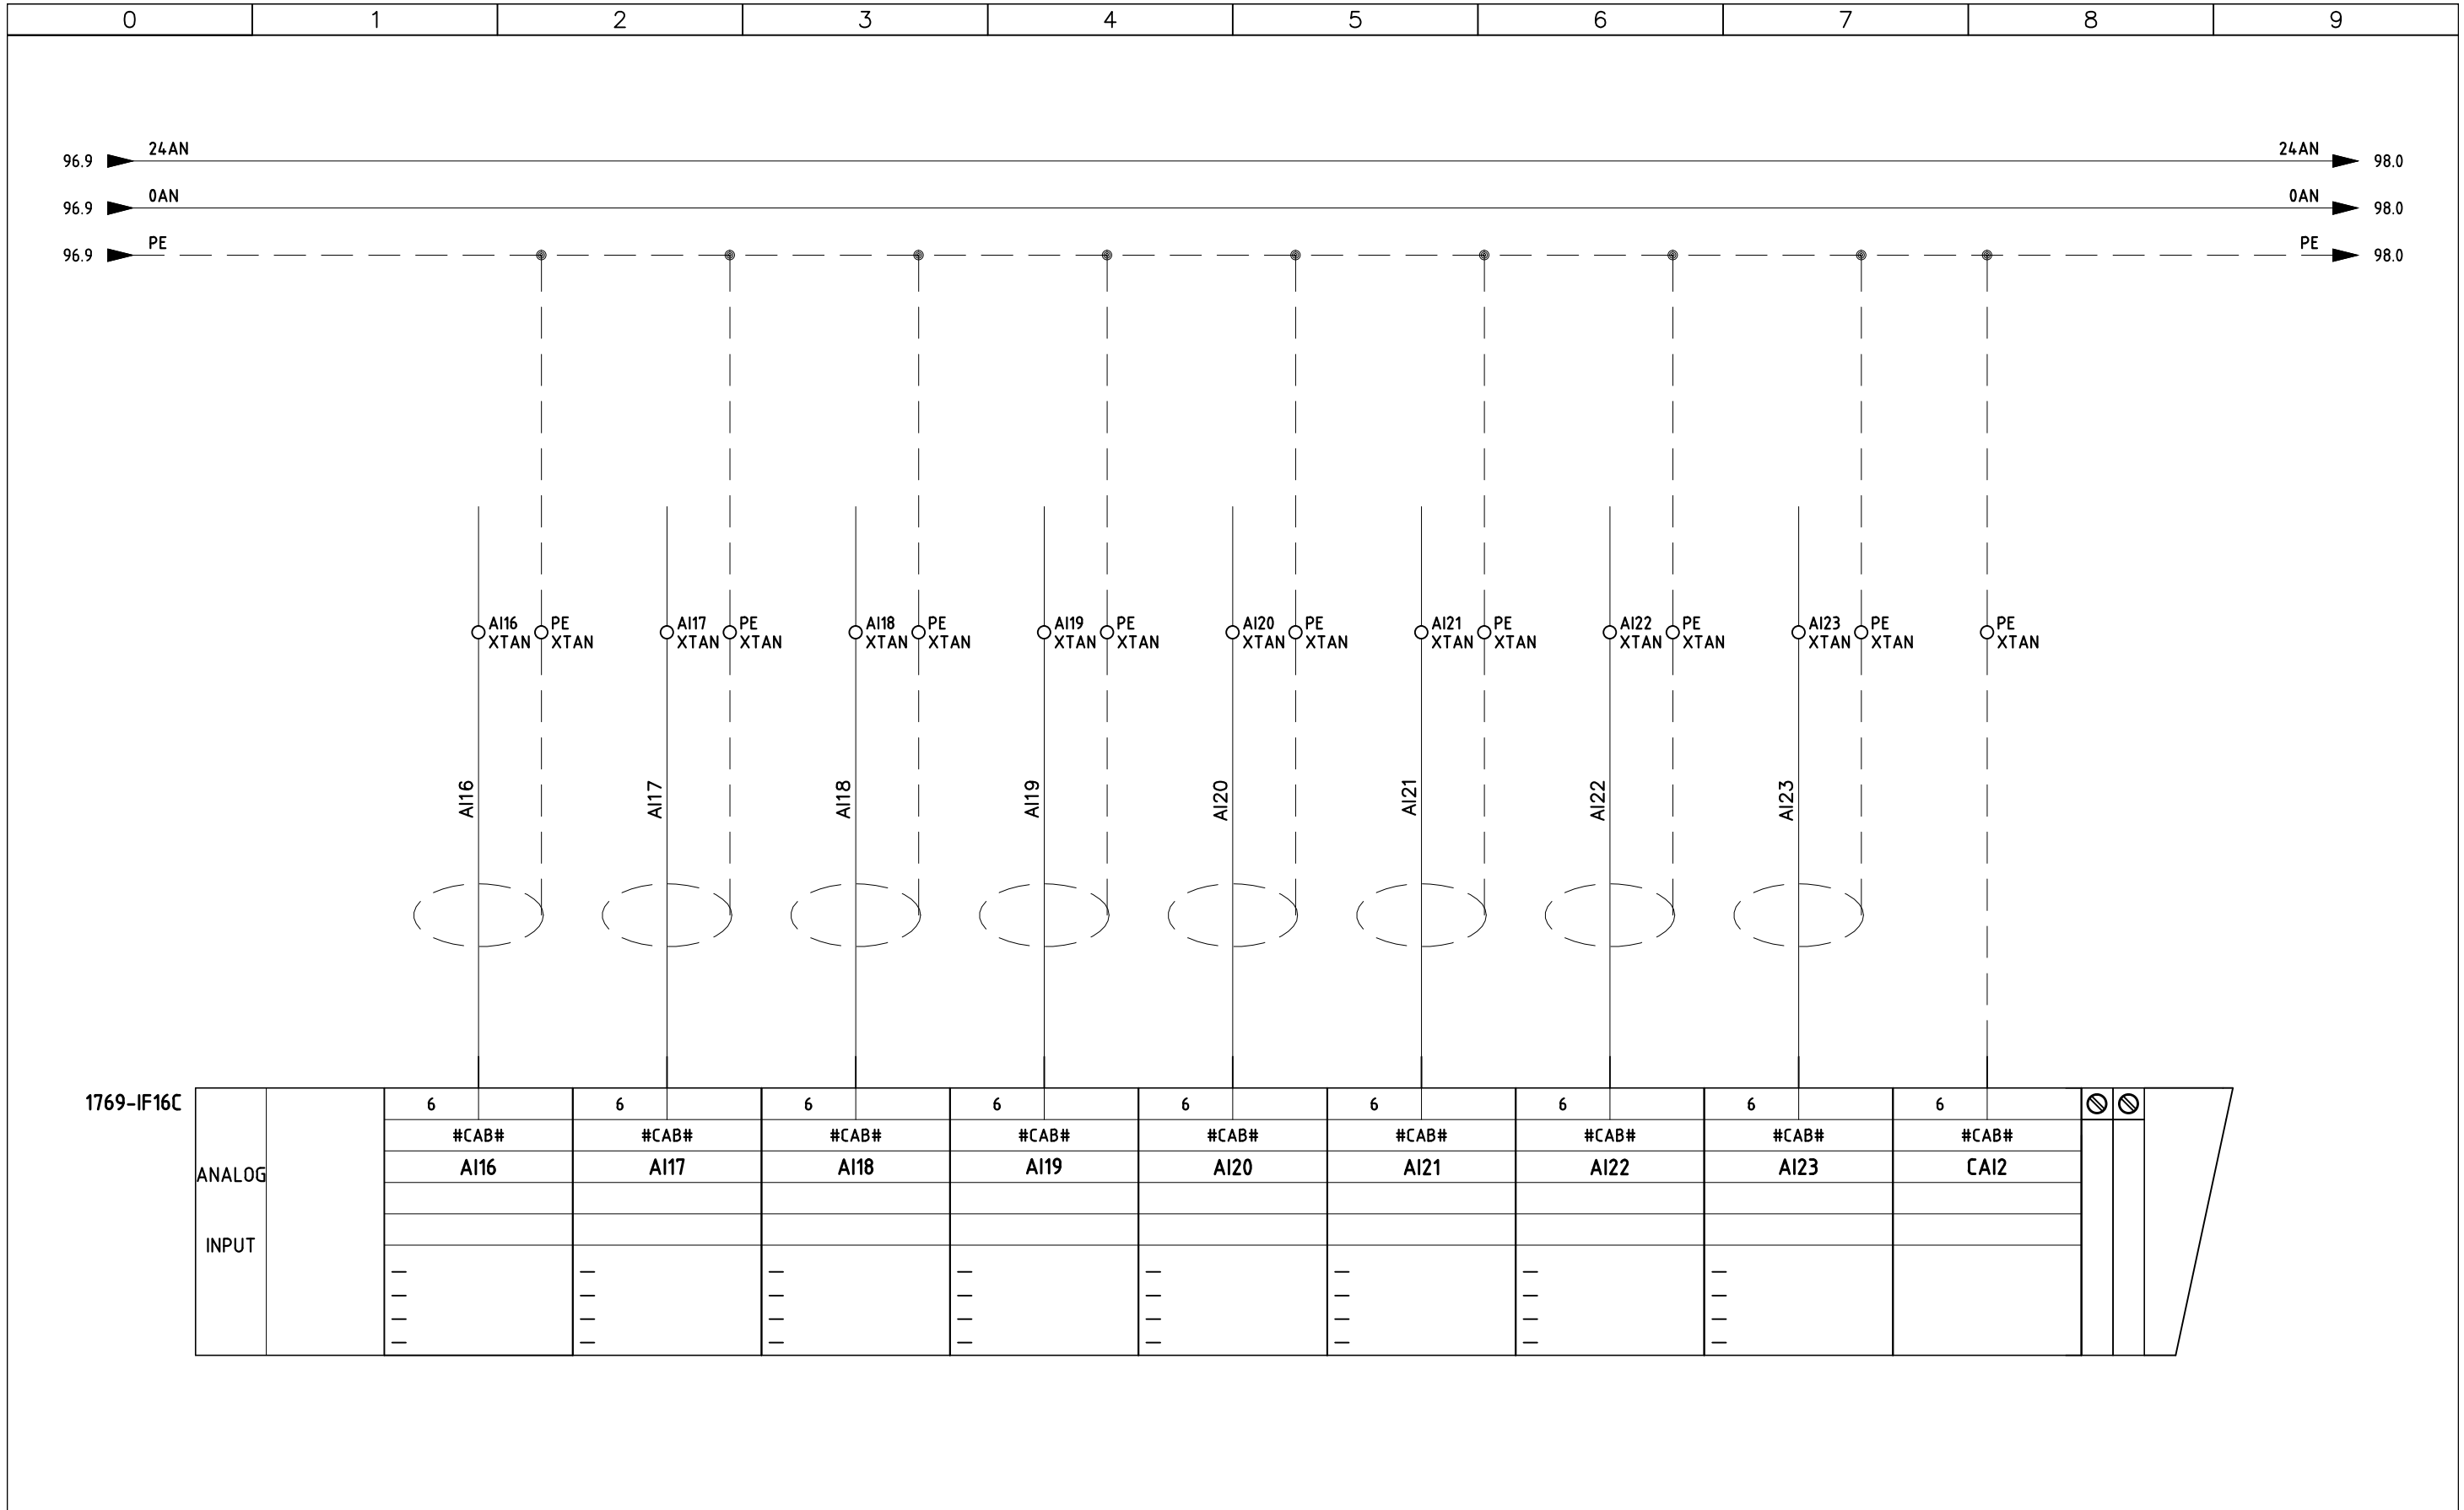 0 1 2 3 4 5 6 7 8 9
24AN 24AN
96.9 98.0
0AN 0AN
96.9 98.0
PE PE
96.9 98.0
AI16 PE AI17 PE AI18 PE AI19 PE AI20 PE AI21 PE AI22 PE AI23 PE PE
XTAN XTAN XTAN XTAN XTAN XTAN XTAN XTAN XTAN XTAN XTAN XTAN XTAN XTAN XTAN XTAN XTAN
AI16 AI17 AI18 AI19 AI20 AI21 AI22 AI23
1769-IF16C 6 6 6 6 6 6 6 6 6
#CAB# #CAB# #CAB# #CAB# #CAB# #CAB# #CAB# #CAB# #CAB#
AI16 AI17 AI18 AI19 AI20 AI21 AI22 AI23 CAI2
ANALOG
INPUT